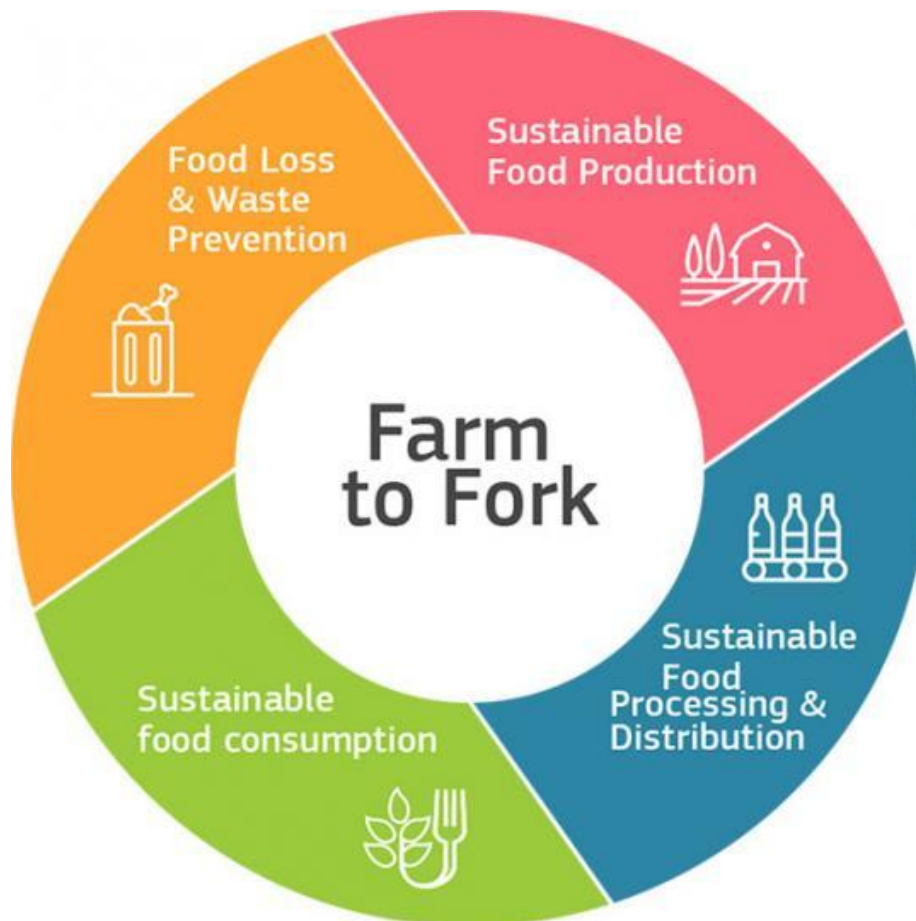 Sustainable
Food Production
Food Loss
& Waste
Prevention
Farm
to Fork
Sustainable
Food
Processing &
Distribution
Sustainable
food consumption